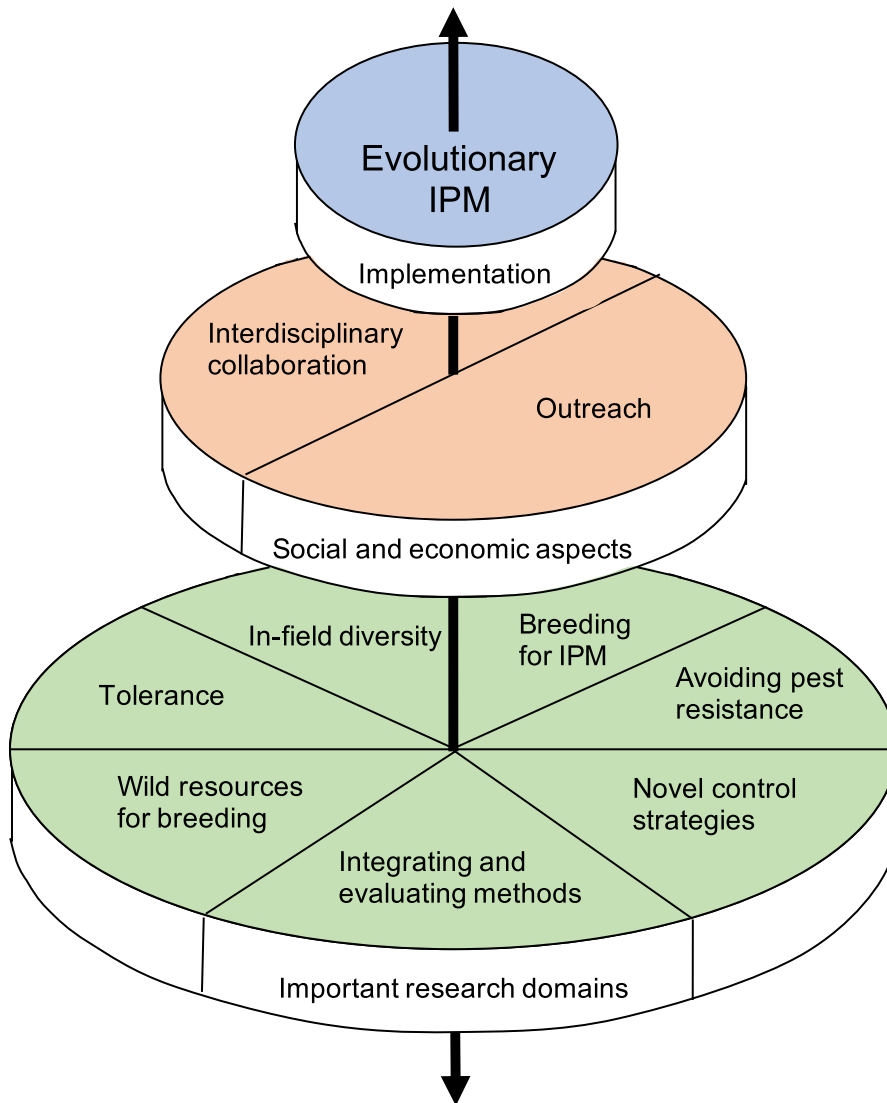 Evolutionary
IPM
Implementation
Interdisciplinary
collaboration
Outreach
Social and economic aspects
In-field diversity
Breeding
for IPM
Tolerance
Avoiding pest
resistance
Wild resources
for breeding
Novel control
strategies
Integrating and
evaluating methods
Important research domains